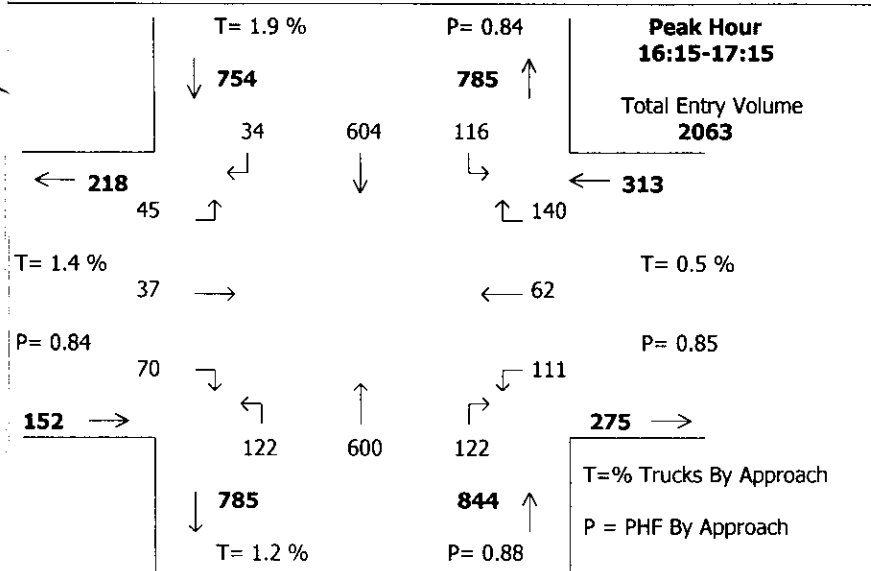 T= 1.9 % P= 0.84 Peak Hour
16:15-17:15
754 785
Total Entry Volume
34 604 116 2063
218 313
45 140
T= 1.4 % T= 0.5 %
37 62
P= 0.84 P= 0.85
70 111
152 275
122 600 122
T=% Trucks By Approach
785 844
P = PHF By Approach
T= 1.2 % P= 0.88